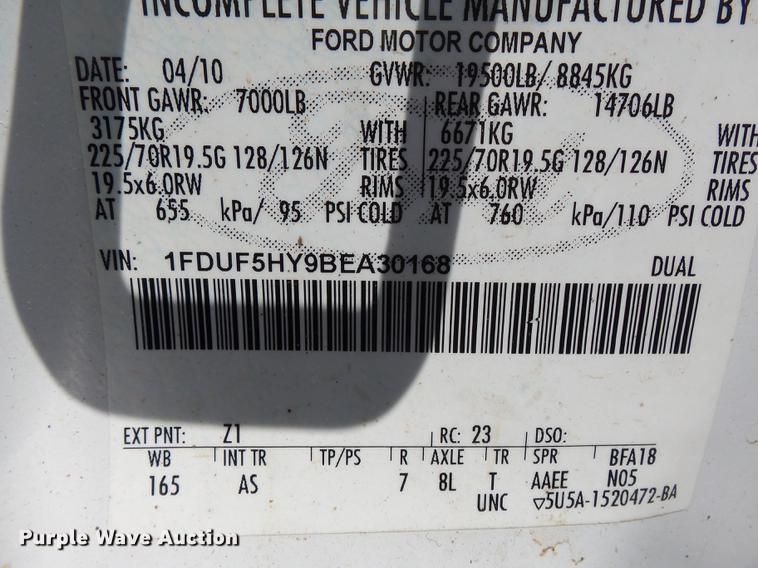 INCOMPLETE VEHICLE MANUFACTURED BY
FORD MOTOR COMPANY
DATE: 04/10 GVWR: 19500LB/ 8845KG
FRONT GAWR: 7000LB REAR GAWR: 14706LB
3175KG WITH 6671KG WITH
225/70R19.5G 128/126N TIRES 225/70R19.5G 128/126N TIRES
19.5x6.0RW RIMS 19.5x6.0RW RIMS
AT 655 kPa/ 95 PSI COLD AT 760 kPa/110 PSI COLD
VIN: 1FDUF5HY9BEA30168 DUAL
EXT PNT: Z1 RC: 23 DSO:
WB INT TR TP/PS R AXLE TR SPR BFA18
165 AS 7 8L T AAEE N05
UNC ▽5U5A-1520472-BA
Purple Wave Auction